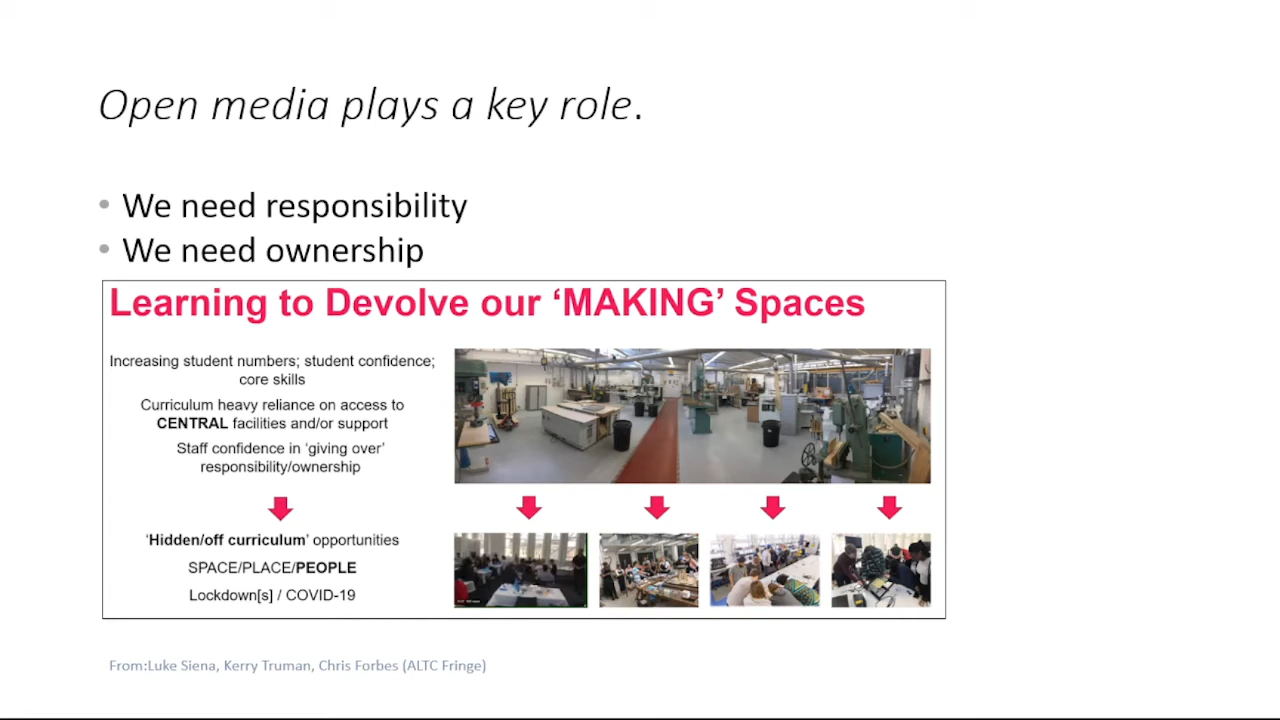 Open media plays a key role.
• We need responsibility
• We need ownership
Learning to Devolve our ‘MAKING’ Spaces
Increasing student numbers; student confidence;
core skills
Curriculum heavy reliance on access to
CENTRAL facilities and/or support
Staff confidence in ‘giving over’
responsibility/ownership
‘Hidden/off curriculum’ opportunities
SPACE/PLACE/PEOPLE
Lockdown[s] / COVID-19
From:Luke Siena, Kerry Truman, Chris Forbes (ALTC Fringe)